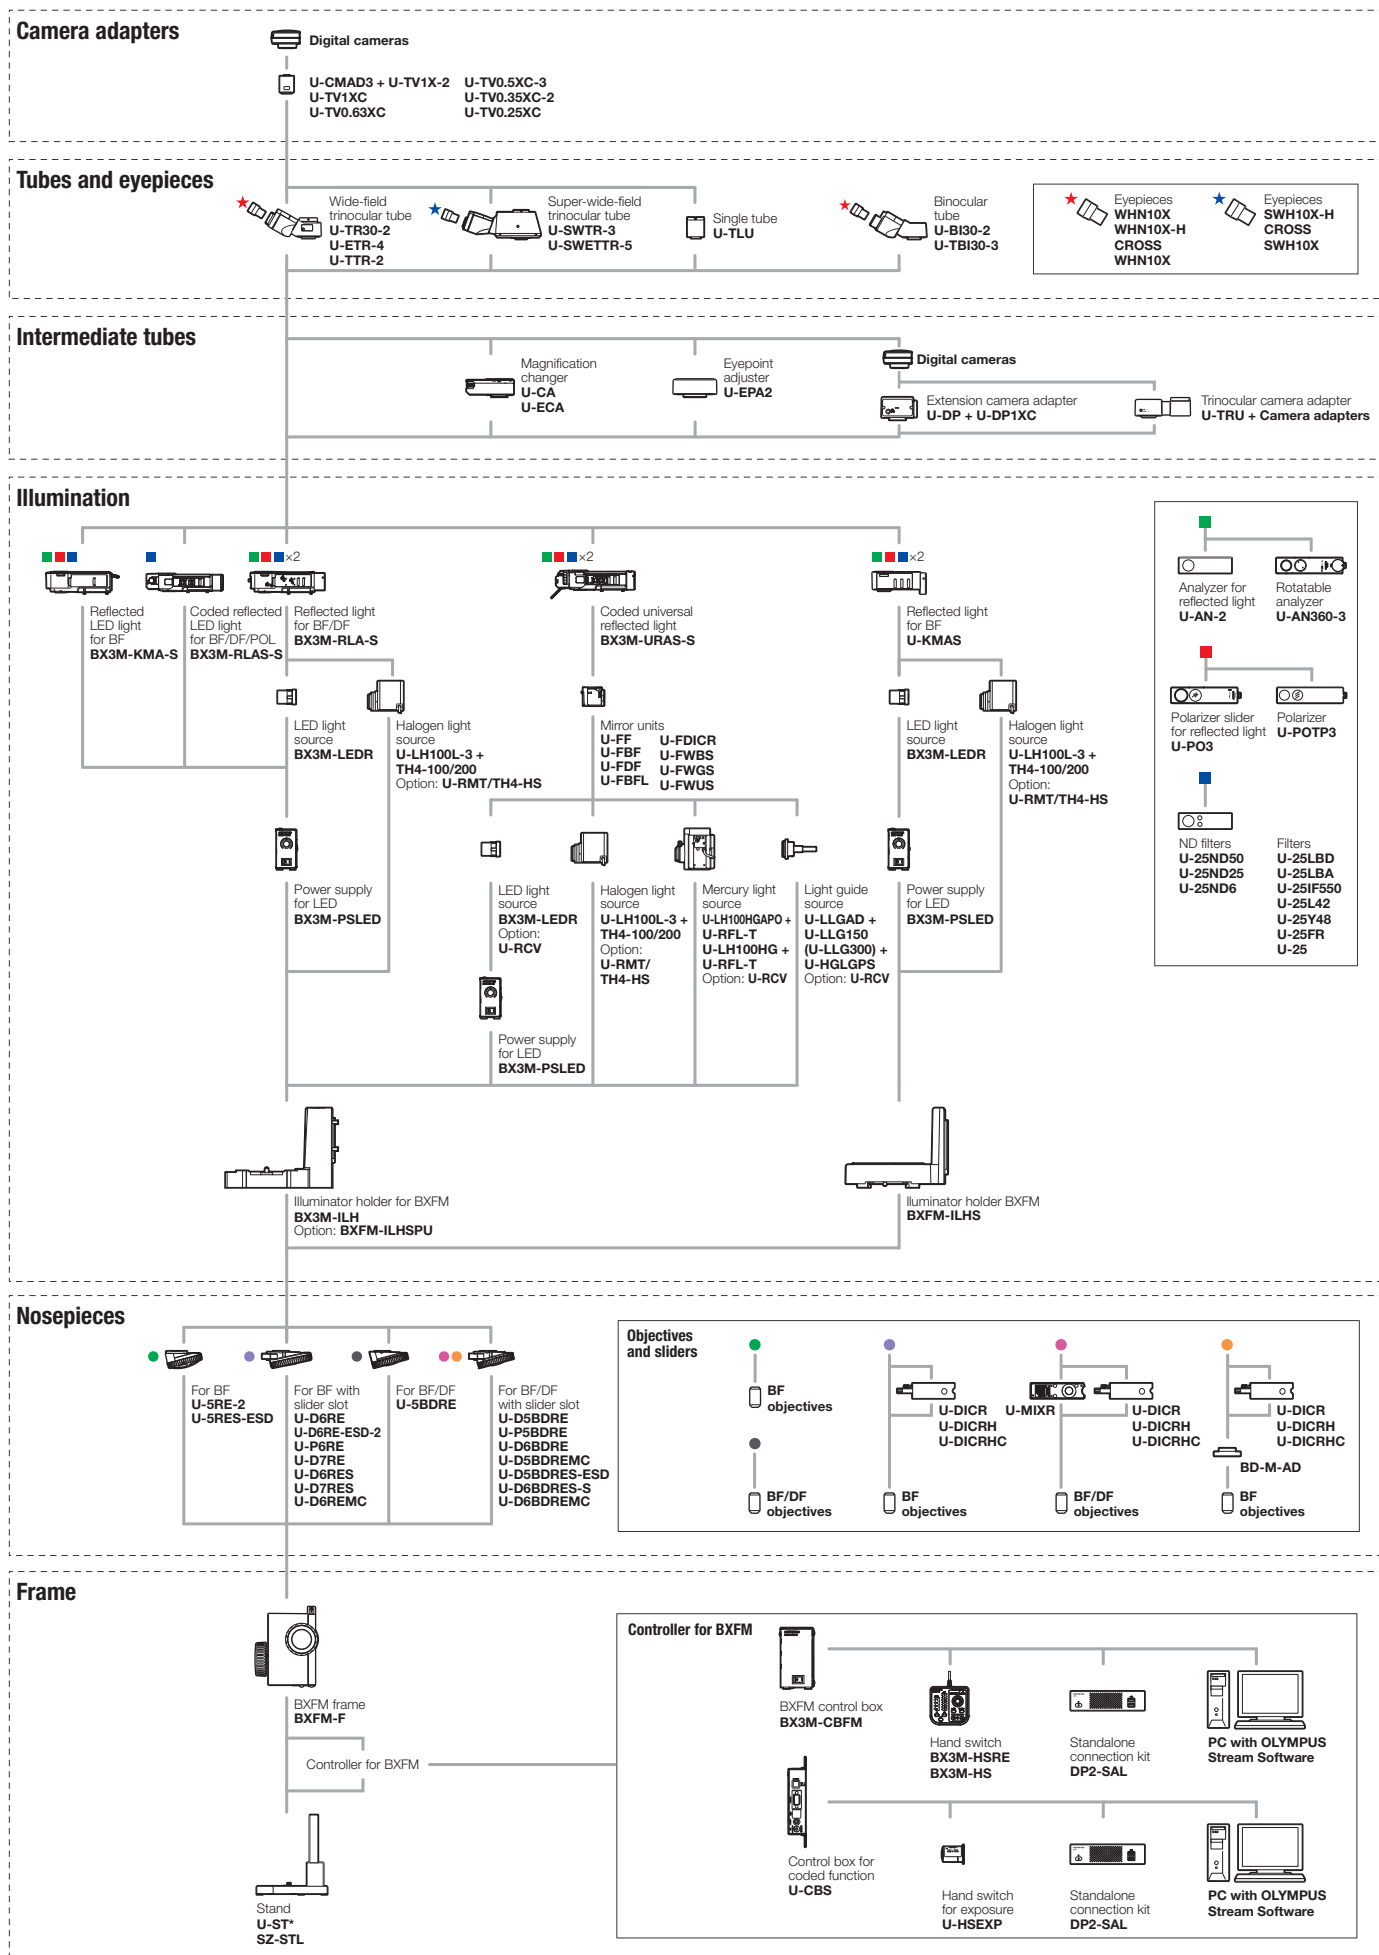 Camera adapters
Digital cameras
U-CMAD3 + U-TV1X-2
U-TV1XC
U-TV0.63XC
U-TV0.5XC-3
U-TV0.35XC-2
U-TV0.25XC
Tubes and eyepieces
Wide-field
trinocular tube
U-TR30-2
U-ETR-4
U-TTR-2
Super-wide-field
trinocular tube
U-SWTR-3
U-SWETTR-5
Single tube
U-TLU
Binocular
tube
U-BI30-2
U-TBI30-3
Eyepieces
WHN10X
WHN10X-H
CROSS
WHN10X
Eyepieces
SWH10X-H
CROSS
SWH10X
Intermediate tubes
Magnification
changer
U-CA
U-ECA
Eyepoint
adjuster
U-EPA2
Digital cameras
Extension camera adapter
U-DP + U-DP1XC
Trinocular camera adapter
U-TRU + Camera adapters
Illumination
×2
×2
×2
Reflected
LED light
for BF
BX3M-KMA-S
Coded reflected
LED light
for BF/DF/POL
BX3M-RLAS-S
Reflected light
for BF/DF
BX3M-RLA-S
Coded universal
reflected light
BX3M-URAS-S
Reflected light
for BF
U-KMAS
LED light
source
BX3M-LEDR
Halogen light
source
U-LH100L-3 +
TH4-100/200
Option: U-RMT/TH4-HS
Mirror units
U-FF
U-FBF
U-FDF
U-FBFL
U-FDICR
U-FWBS
U-FWGS
U-FWUS
LED light
source
BX3M-LEDR
Halogen light
source
U-LH100L-3 +
TH4-100/200
Option:
U-RMT/TH4-HS
Power supply
for LED
BX3M-PSLED
LED light
source
BX3M-LEDR
Option:
U-RCV
Halogen light
source
U-LH100L-3 +
TH4-100/200
Option:
U-RMT/
TH4-HS
Mercury light
source
U-LH100HGAPO +
U-RFL-T
U-LH100HG +
U-RFL-T
Option: U-RCV
Light guide
source
U-LLGAD +
U-LLG150
(U-LLG300) +
U-HGLGPS
Option: U-RCV
Power supply
for LED
BX3M-PSLED
Power supply
for LED
BX3M-PSLED
Analyzer for
reflected light
U-AN-2
Rotatable
analyzer
U-AN360-3
Polarizer slider
for reflected light
U-PO3
Polarizer
U-POTP3
ND filters
U-25ND50
U-25ND25
U-25ND6
Filters
U-25LBD
U-25LBA
U-25IF550
U-25L42
U-25Y48
U-25FR
U-25
Illuminator holder for BXFM
BX3M-ILH
Option: BXFM-ILHSPU
Iluminator holder BXFM
BXFM-ILHS
Nosepieces
For BF
U-5RE-2
U-5RES-ESD
For BF with
slider slot
U-D6RE
U-D6RE-ESD-2
U-P6RE
U-D7RE
U-D6RES
U-D7RES
U-D6REMC
For BF/DF
U-5BDRE
For BF/DF
with slider slot
U-D5BDRE
U-P5BDRE
U-D6BDRE
U-D5BDREMC
U-D5BDRES-ESD
U-D6BDRES-S
U-D6BDREMC
Objectives
and sliders
BF
objectives
BF/DF
objectives
U-DICR
U-DICRH
U-DICRHC
BF
objectives
U-MIXR
U-DICR
U-DICRH
U-DICRHC
BF/DF
objectives
U-DICR
U-DICRH
U-DICRHC
BD-M-AD
BF
objectives
Frame
BXFM frame
BXFM-F
Controller for BXFM
Stand
U-ST*
SZ-STL
Controller for BXFM
BXFM control box
BX3M-CBFM
Hand switch
BX3M-HSRE
BX3M-HS
Standalone
connection kit
DP2-SAL
PC with OLYMPUS
Stream Software
Control box for
coded function
U-CBS
Hand switch
for exposure
U-HSEXP
Standalone
connection kit
DP2-SAL
PC with OLYMPUS
Stream Software